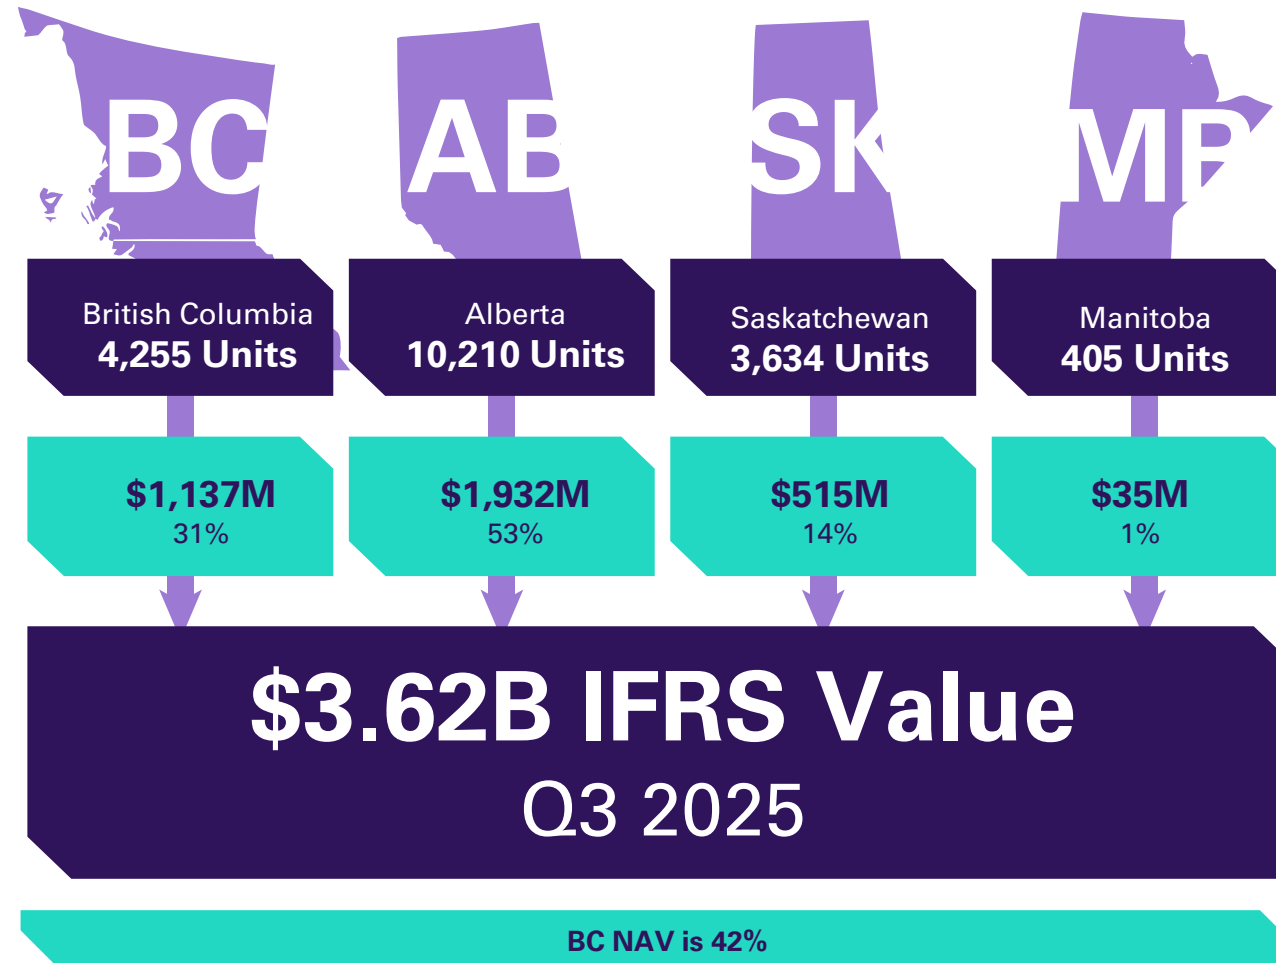 BC
AB
SK
MB
British Columbia
4,255 Units
Alberta
10,210 Units
Saskatchewan
3,634 Units
Manitoba
405 Units
$1,137M
31%
$1,932M
53%
$515M
14%
$35M
1%
$3.62B IFRS Value
Q3 2025
BC NAV is 42%